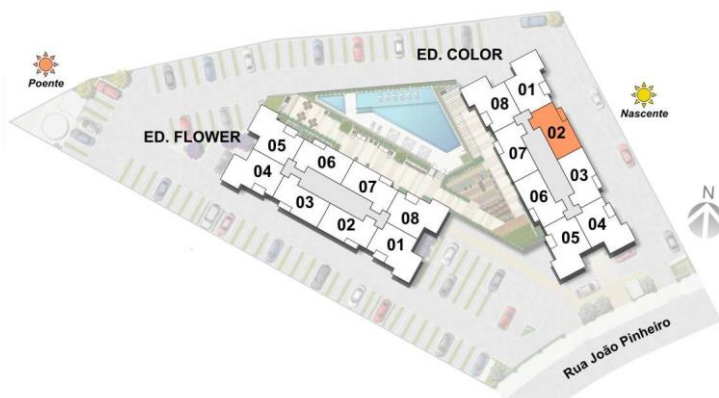 ED. COLOR
Poente
Nascente
01
08
02
ED. FLOWER
05
06
07
03
04
07
06
03
02
08
01
05
04
N
Rua João Pinheiro